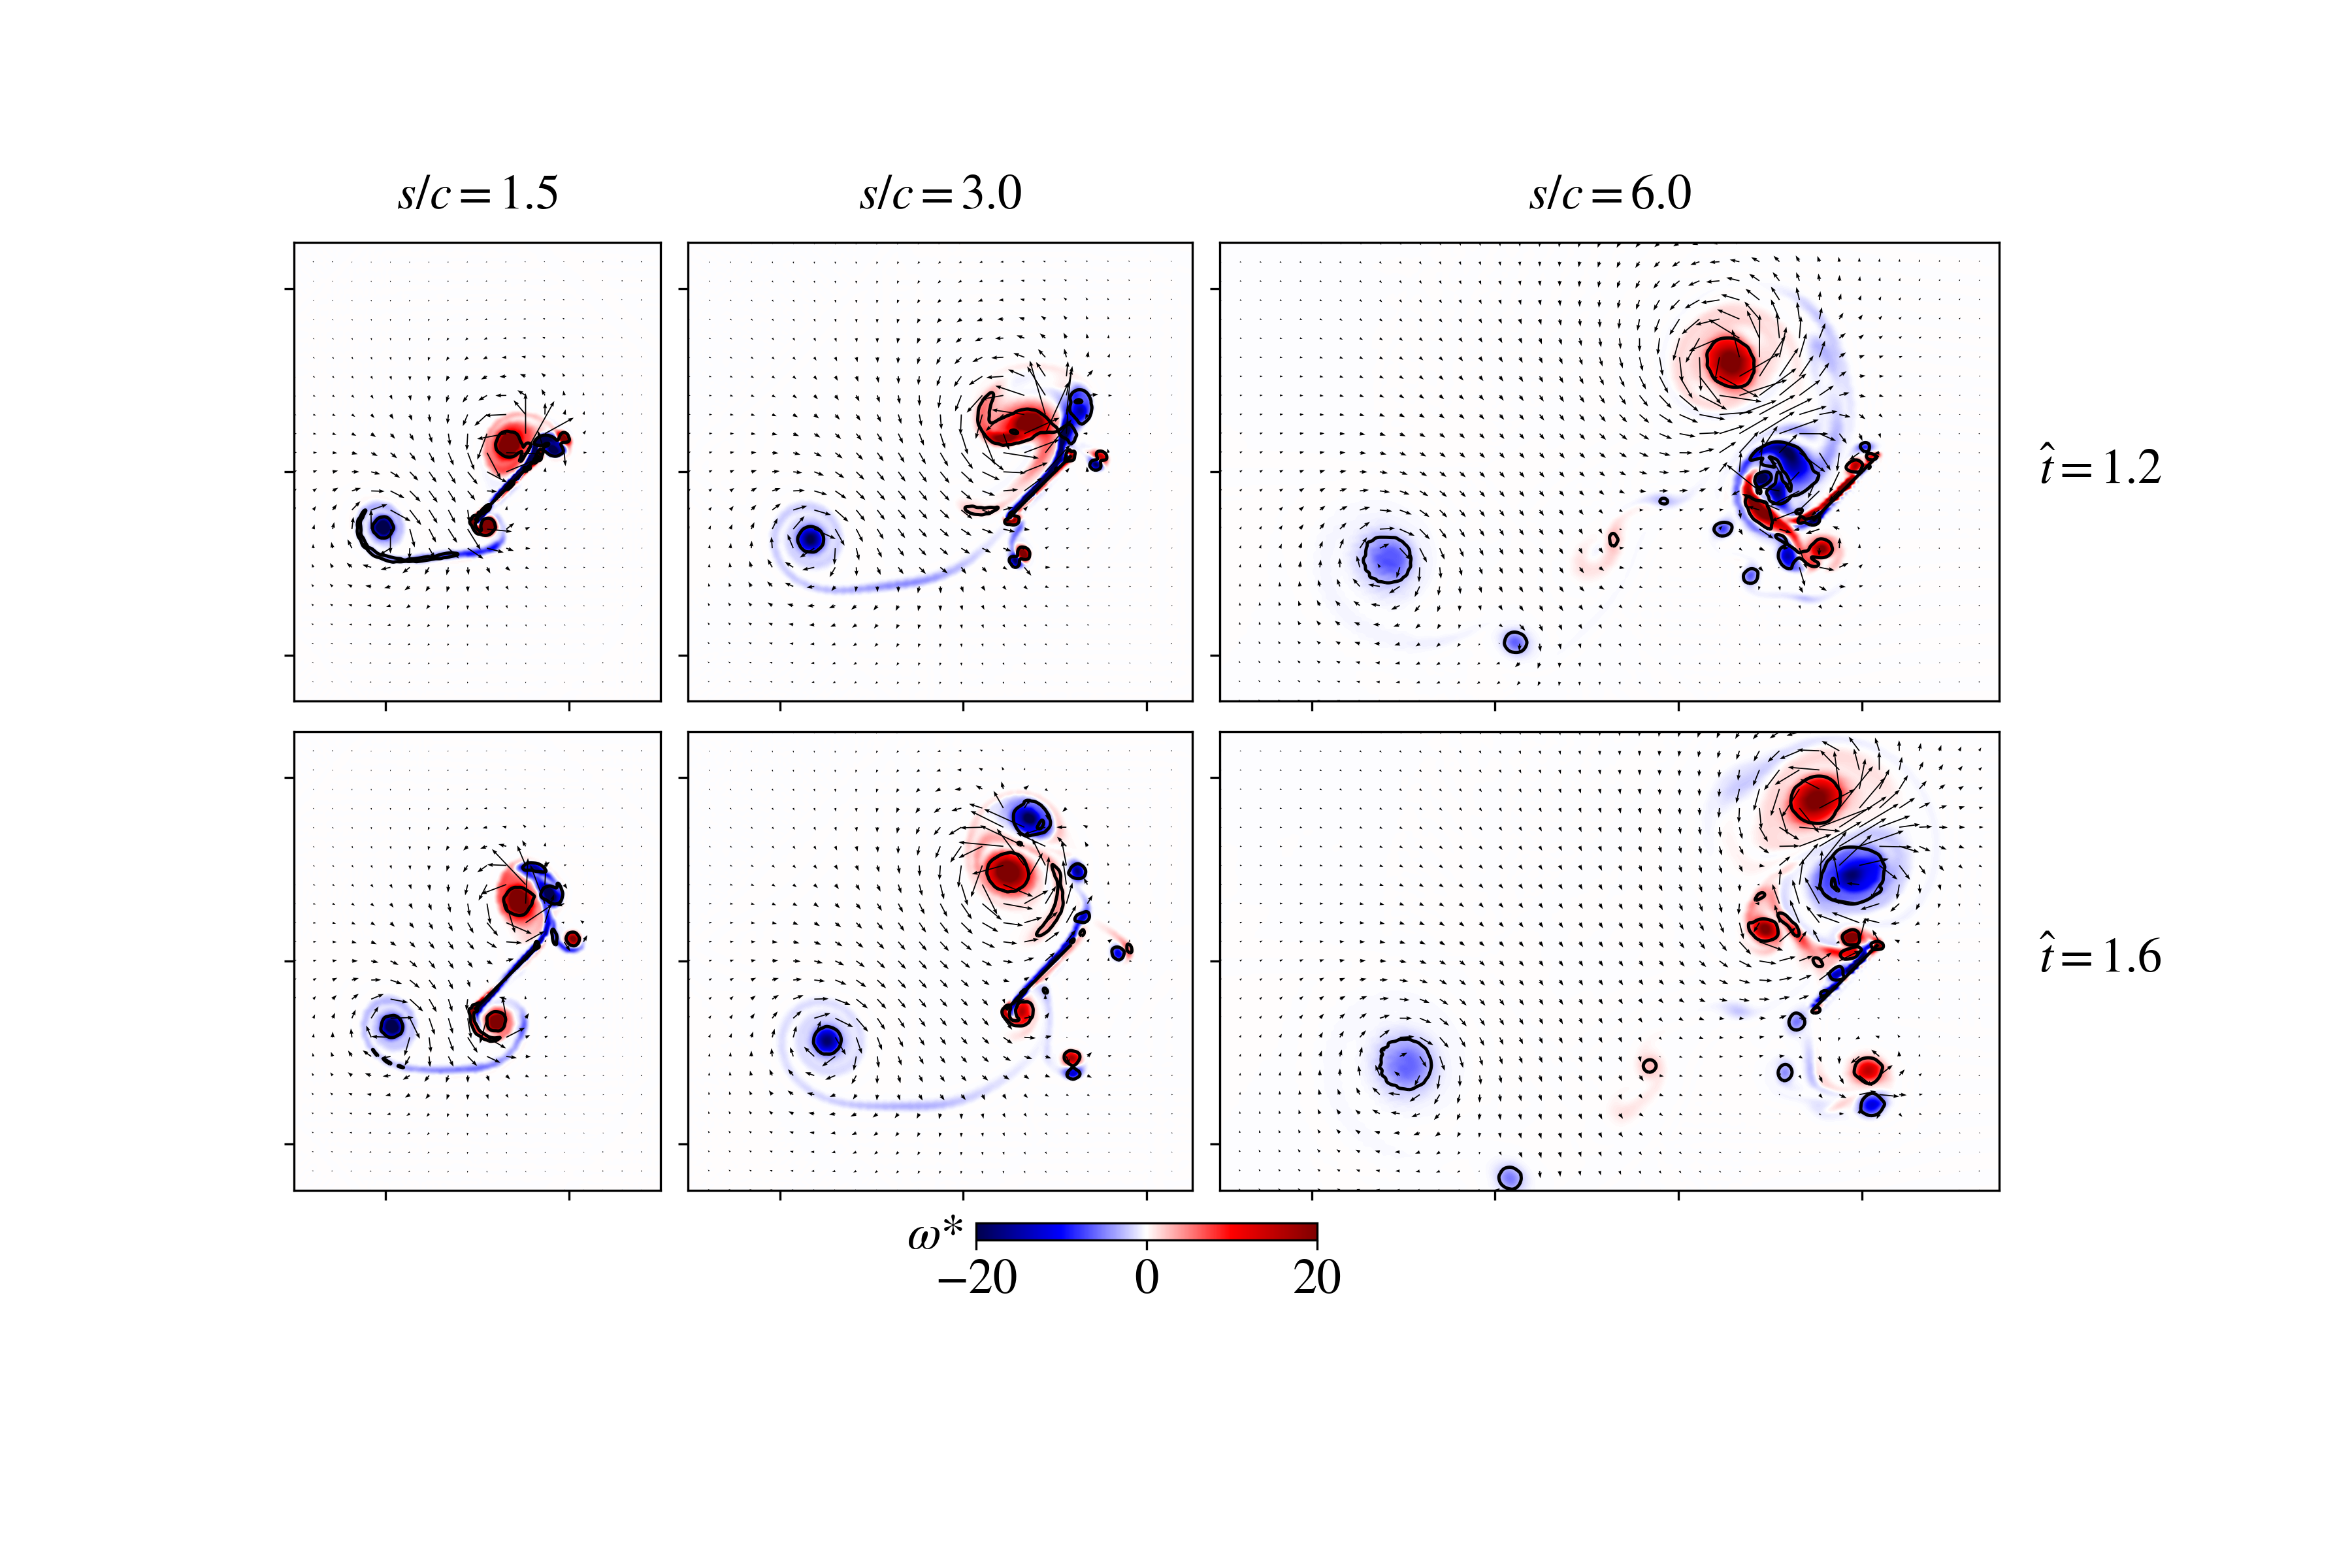 s/c = 1.5
s/c = 3.0
s/c = 6.0
t̂ = 1.2
t̂ = 1.6
ω*
−20 0 20